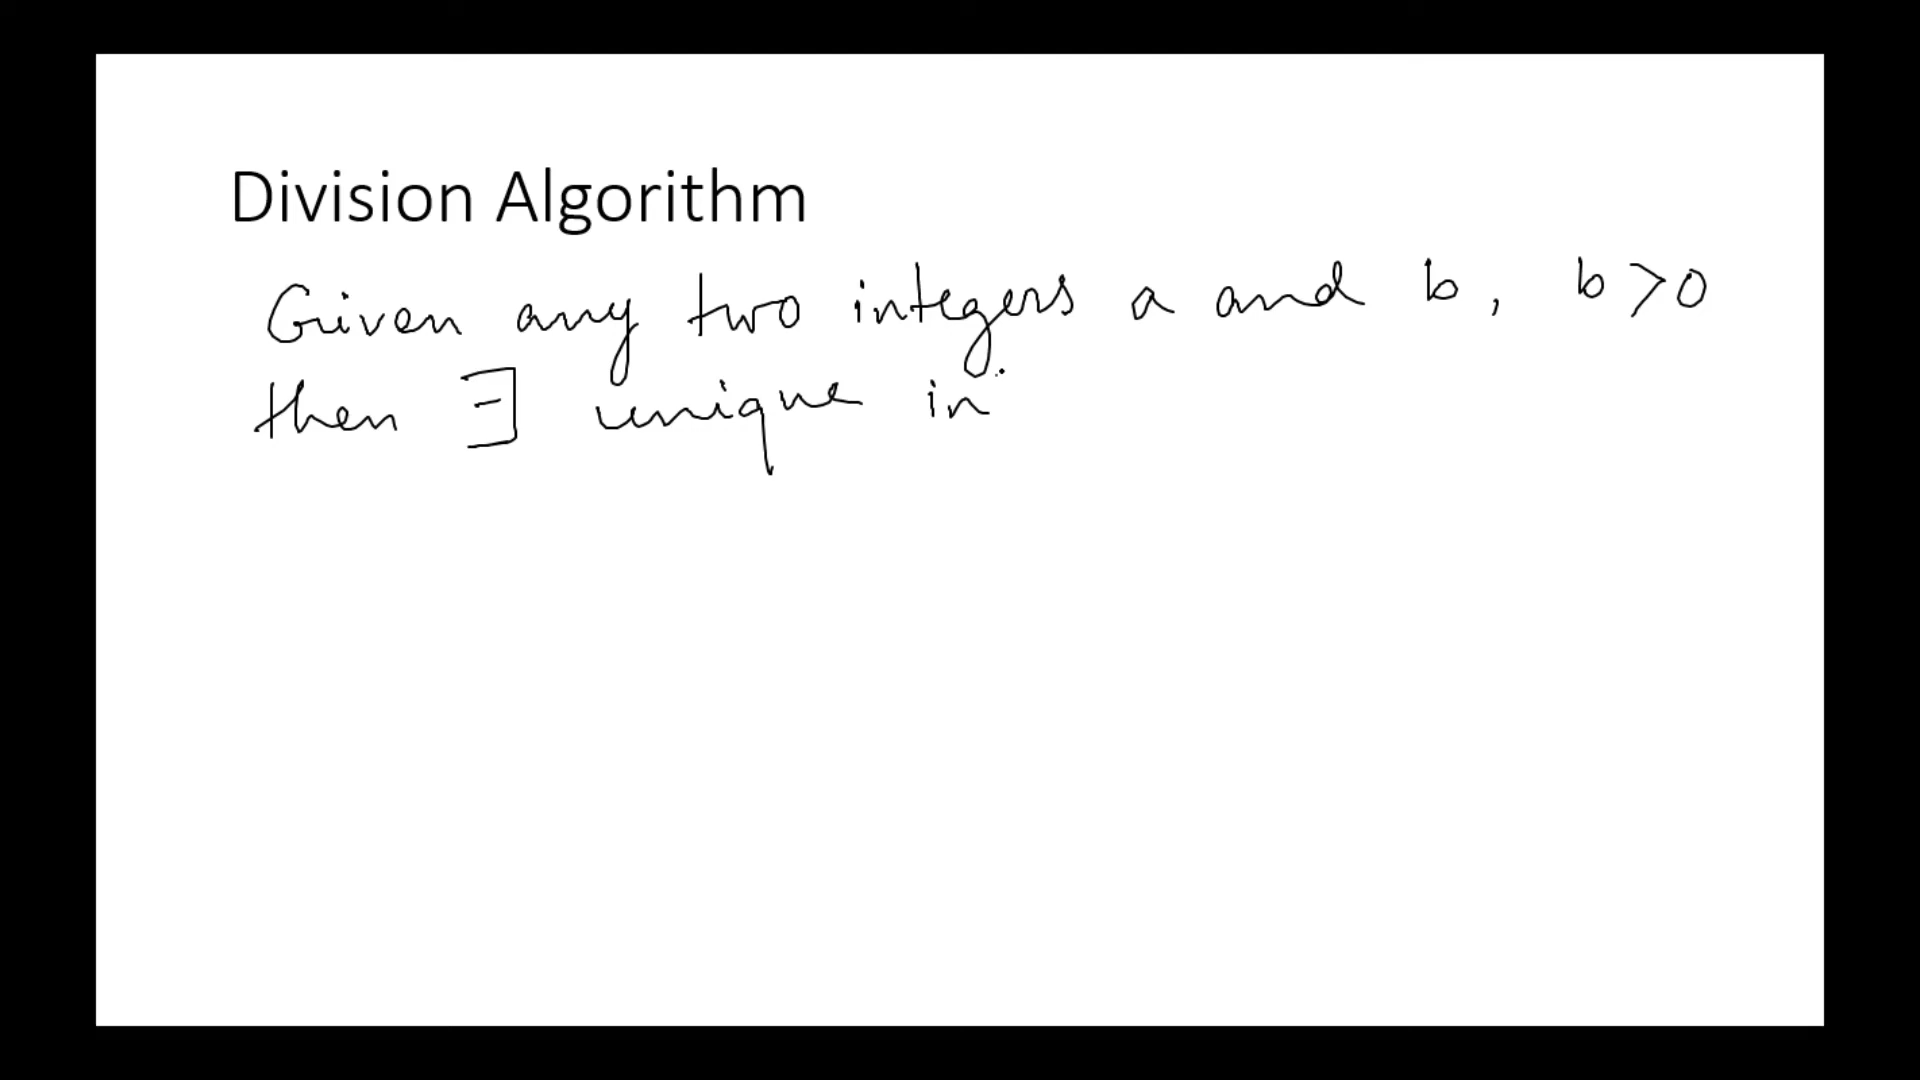 Division Algorithm
Given any two integers a and b, b>0
then ∃ unique in